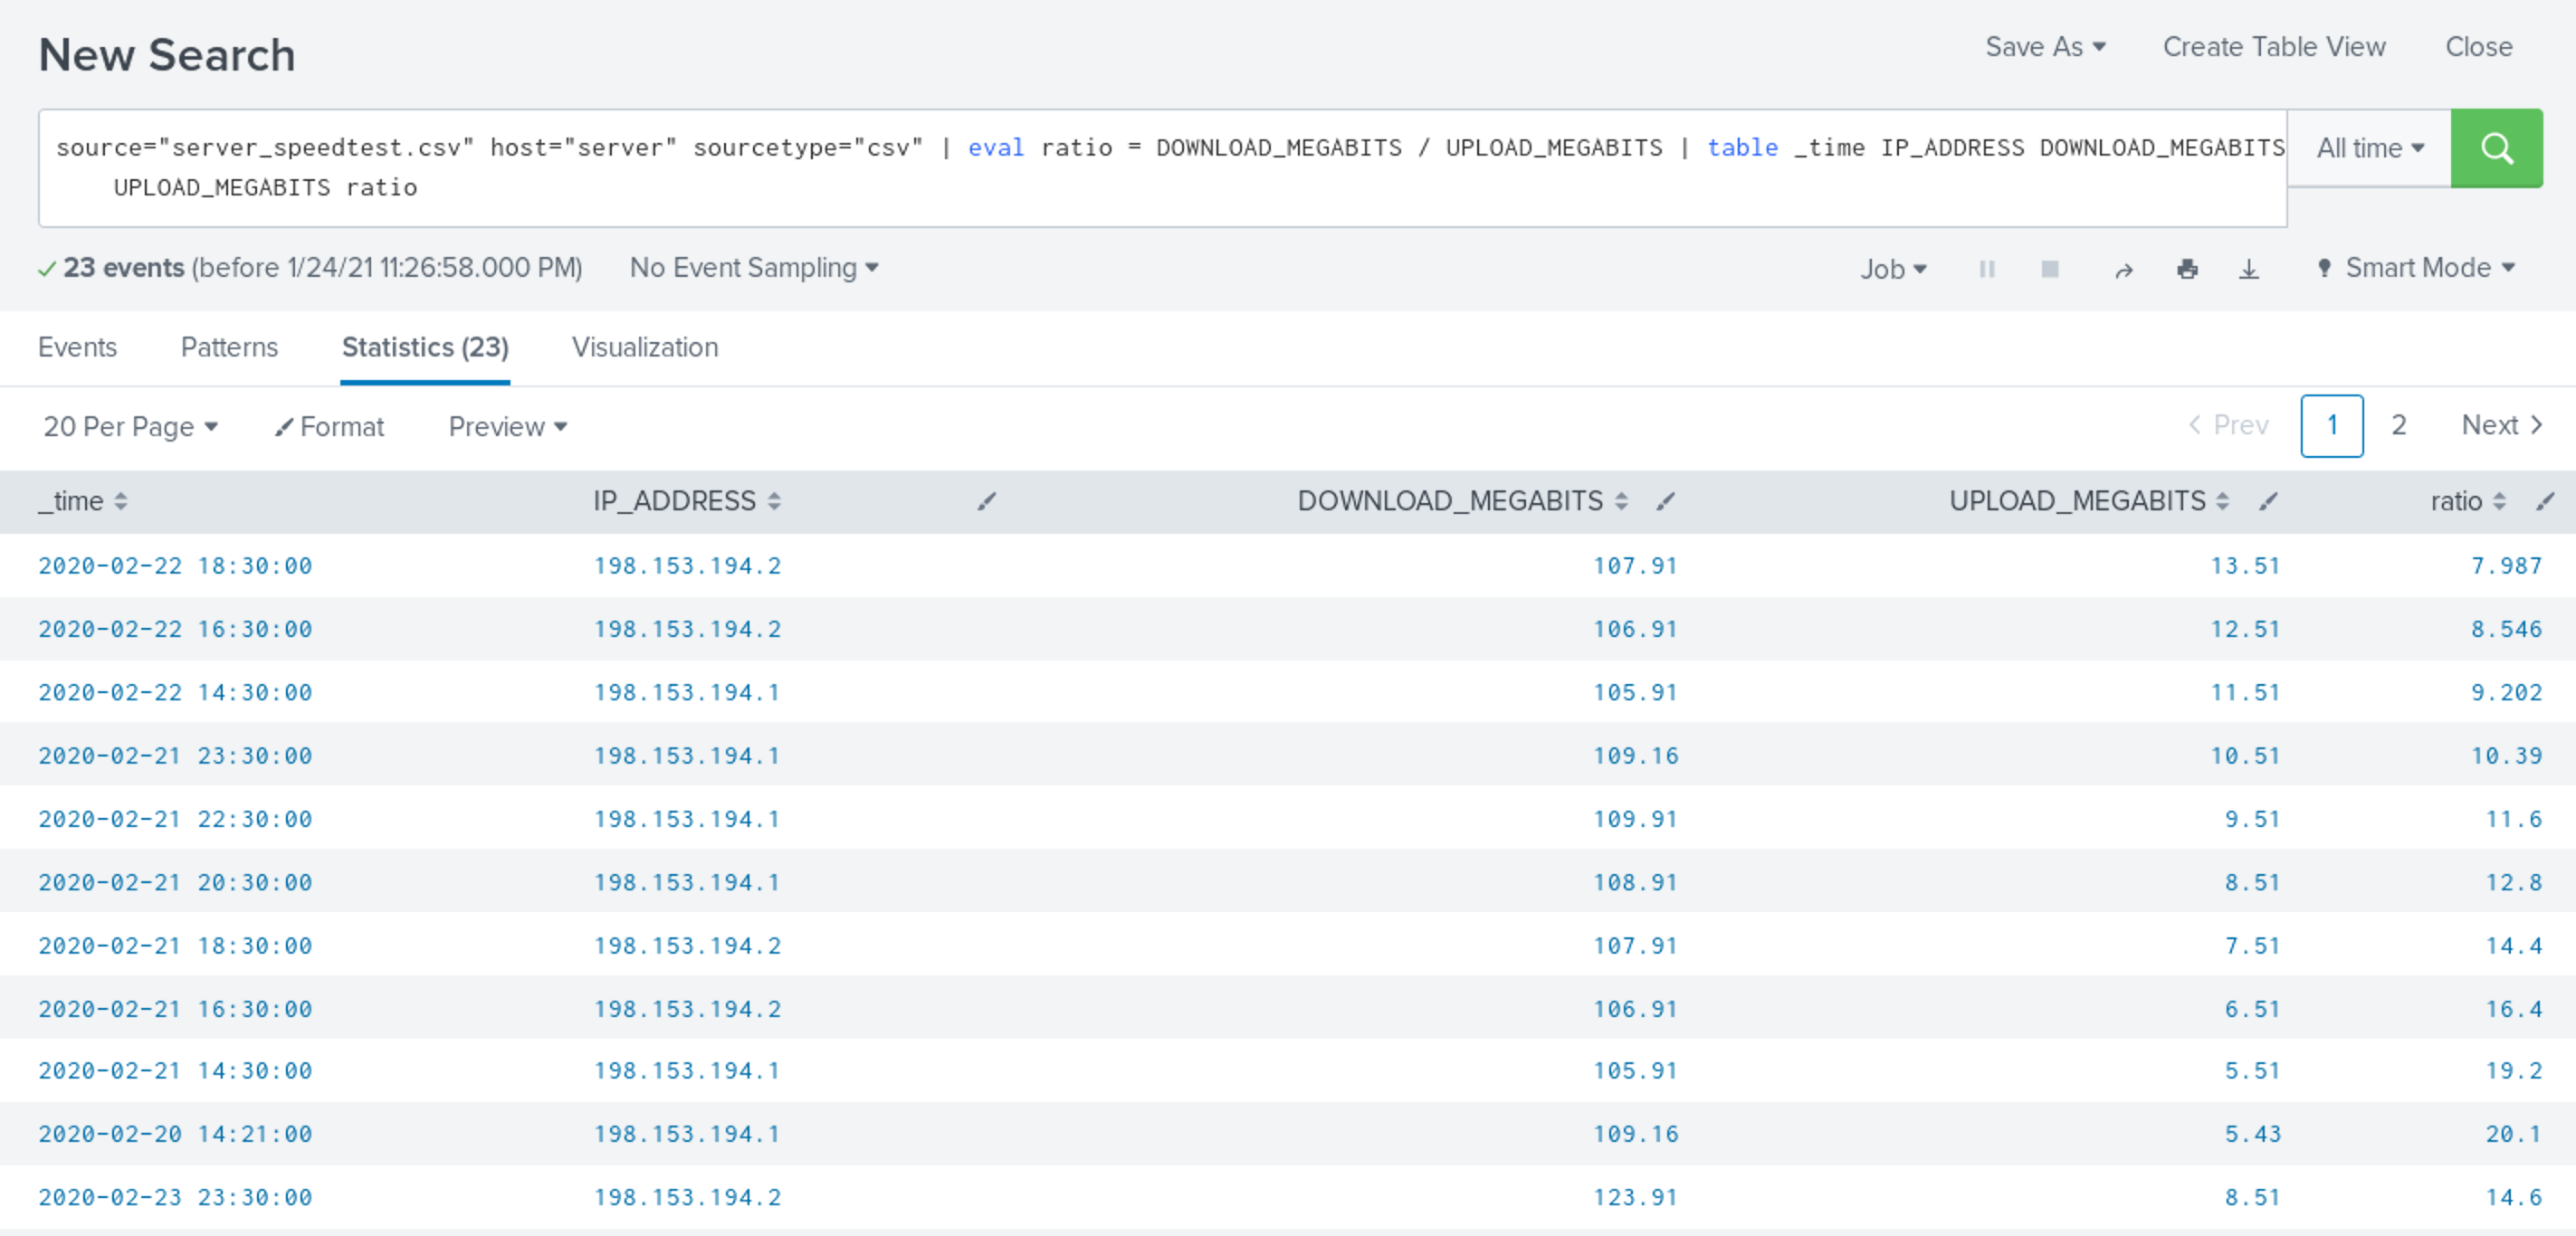 New Search
Save As Create Table View Close
source="server_speedtest.csv" host="server" sourcetype="csv" | eval ratio = DOWNLOAD_MEGABITS / UPLOAD_MEGABITS | table _time IP_ADDRESS DOWNLOAD_MEGABITS
UPLOAD_MEGABITS ratio
All time
23 events (before 1/24/21 11:26:58.000 PM) No Event Sampling Job Smart Mode
Events Patterns Statistics (23) Visualization
20 Per Page Format Preview Prev 1 2 Next
_time IP_ADDRESS DOWNLOAD_MEGABITS UPLOAD_MEGABITS ratio
2020-02-22 18:30:00 198.153.194.2 107.91 13.51 7.987
2020-02-22 16:30:00 198.153.194.2 106.91 12.51 8.546
2020-02-22 14:30:00 198.153.194.1 105.91 11.51 9.202
2020-02-21 23:30:00 198.153.194.1 109.16 10.51 10.39
2020-02-21 22:30:00 198.153.194.1 109.91 9.51 11.6
2020-02-21 20:30:00 198.153.194.1 108.91 8.51 12.8
2020-02-21 18:30:00 198.153.194.2 107.91 7.51 14.4
2020-02-21 16:30:00 198.153.194.2 106.91 6.51 16.4
2020-02-21 14:30:00 198.153.194.1 105.91 5.51 19.2
2020-02-20 14:21:00 198.153.194.1 109.16 5.43 20.1
2020-02-23 23:30:00 198.153.194.2 123.91 8.51 14.6